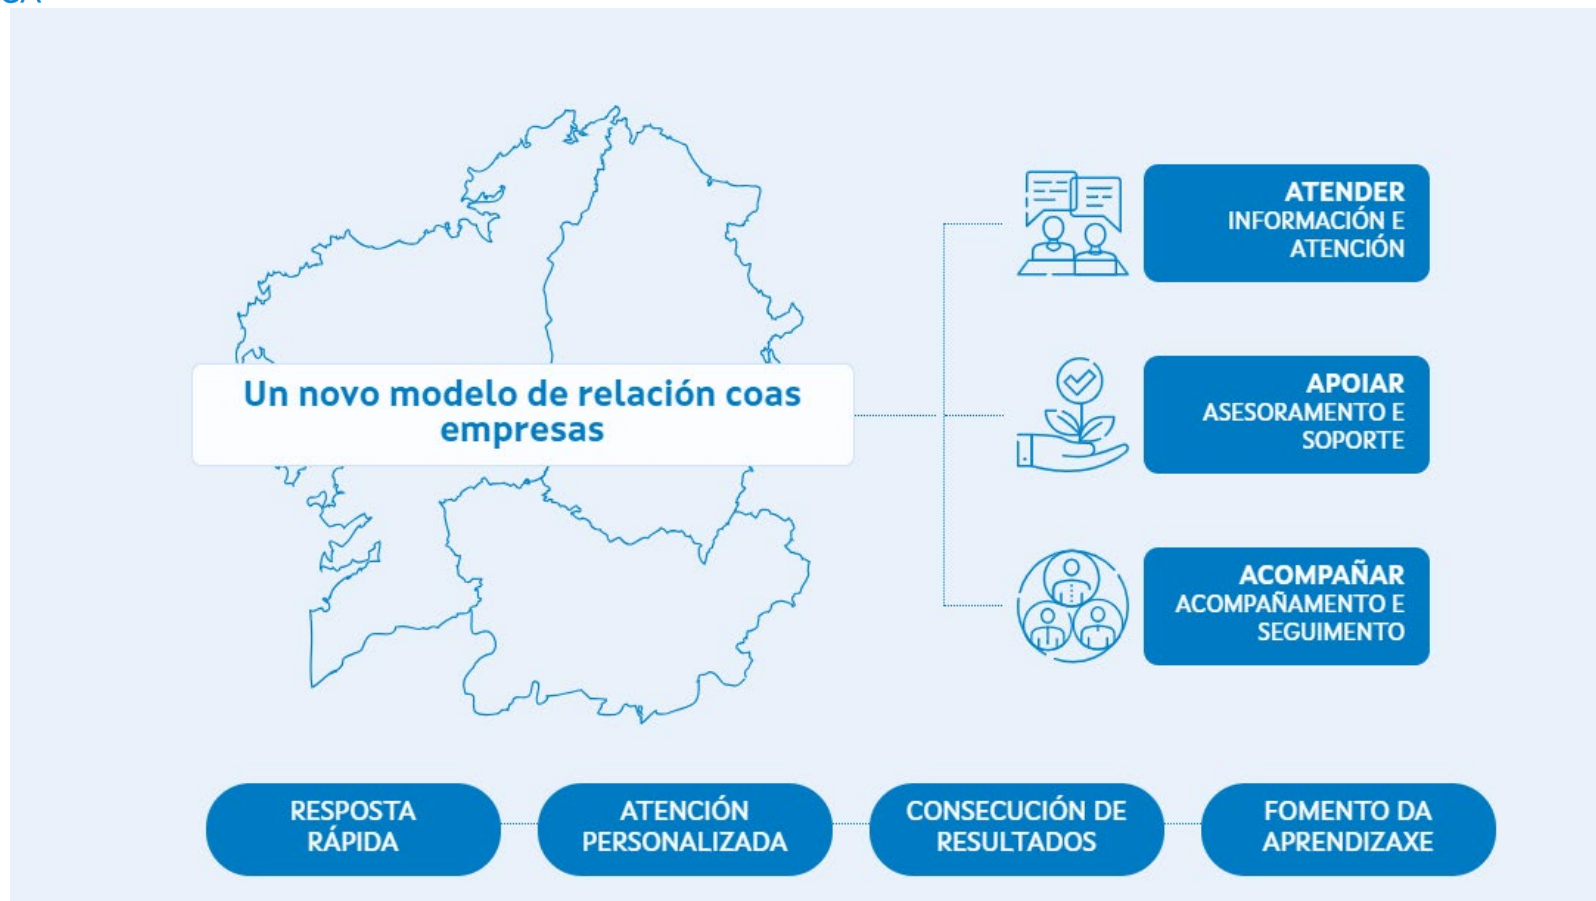 Un novo modelo de relación coas
empresas
ATENDER
INFORMACIÓN E
ATENCIÓN
APOIAR
ASESORAMENTO E
SOPORTE
ACOMPAÑAR
ACOMPAÑAMENTO E
SEGUIMENTO
RESPOSTA
RÁPIDA
ATENCIÓN
PERSONALIZADA
CONSECUCIÓN DE
RESULTADOS
FOMENTO DA
APRENDIZAXE